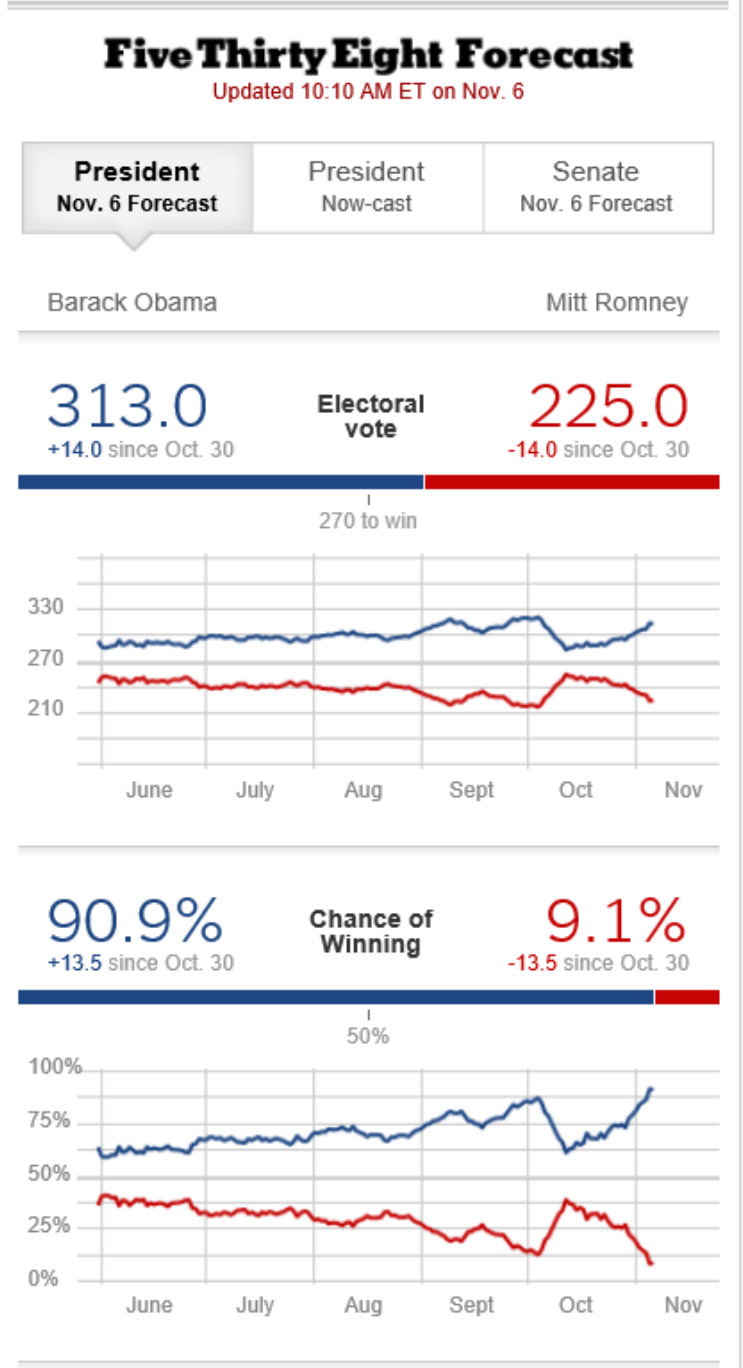 FiveThirtyEight Forecast
Updated 10:10 AM ET on Nov. 6
President
Nov. 6 Forecast
President
Now-cast
Senate
Nov. 6 Forecast
Barack Obama
Mitt Romney
313.0
+14.0 since Oct. 30
Electoral
vote
225.0
-14.0 since Oct. 30
270 to win
330
270
210
June July Aug Sept Oct Nov
90.9%
+13.5 since Oct. 30
Chance of
Winning
9.1%
-13.5 since Oct. 30
50%
100%
75%
50%
25%
0%
June July Aug Sept Oct Nov